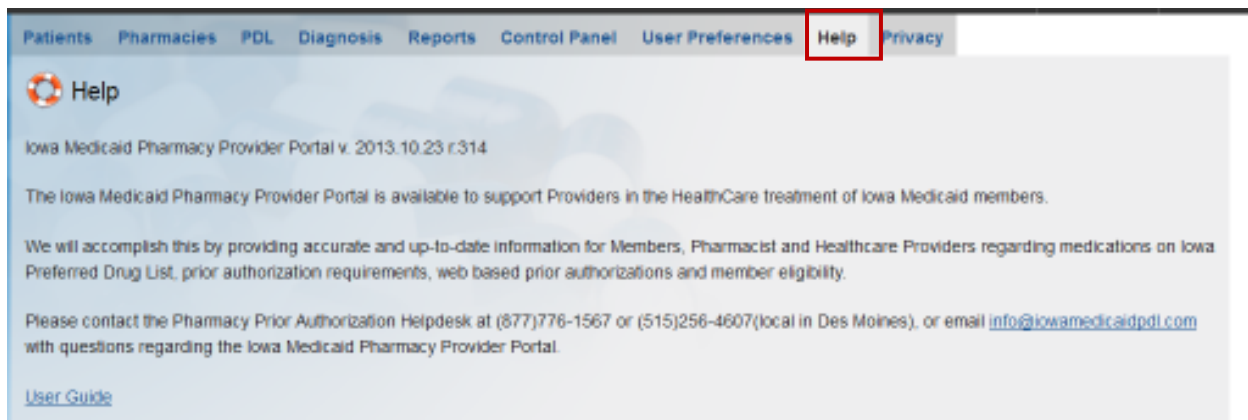 Patients Pharmacies PDL Diagnosis Reports Control Panel User Preferences Help Privacy
Help
Iowa Medicaid Pharmacy Provider Portal v. 2013.10.23 r.314
The Iowa Medicaid Pharmacy Provider Portal is available to support Providers in the HealthCare treatment of Iowa Medicaid members.
We will accomplish this by providing accurate and up-to-date information for Members, Pharmacist and Healthcare Providers regarding medications on Iowa
Preferred Drug List, prior authorization requirements, web based prior authorizations and member eligibility.
Please contact the Pharmacy Prior Authorization Helpdesk at (877)776-1567 or (515)256-4607(local in Des Moines), or email info@iowamedicaidpdl.com
with questions regarding the Iowa Medicaid Pharmacy Provider Portal.
User Guide